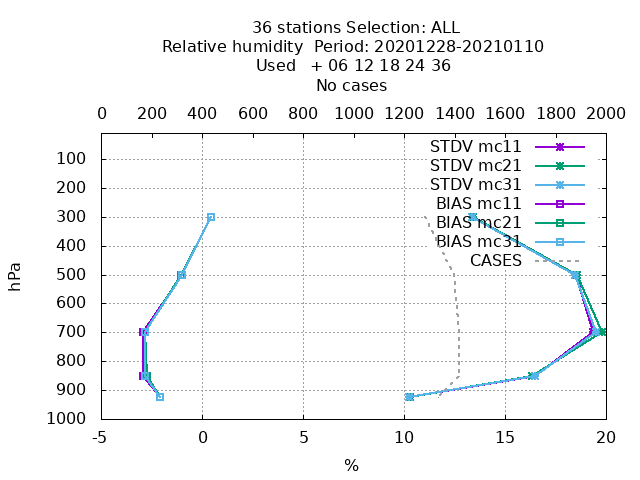 36 stations Selection: ALL
Relative humidity  Period: 20201228-20210110
Used   + 06 12 18 24 36
No cases
0 200 400 600 800 1000 1200 1400 1600 1800 2000
STDV mc11
STDV mc21
STDV mc31
BIAS mc11
BIAS mc21
BIAS mc31
CASES
hPa
100
200
300
400
500
600
700
800
900
1000
-5 0 5 10 15 20
%